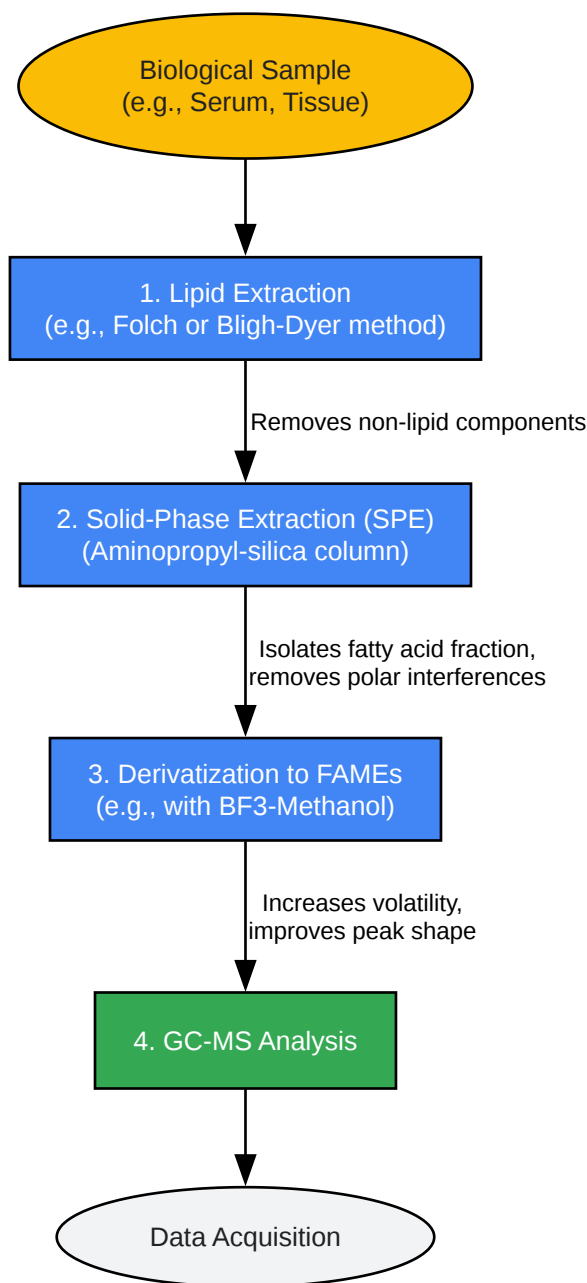 Biological Sample
(e.g., Serum, Tissue)
1. Lipid Extraction
(e.g., Folch or Bligh-Dyer method)
Removes non-lipid components
2. Solid-Phase Extraction (SPE)
(Aminopropyl-silica column)
Isolates fatty acid fraction,
removes polar interferences
3. Derivatization to FAMEs
(e.g., with BF3-Methanol)
Increases volatility,
improves peak shape
4. GC-MS Analysis
Data Acquisition